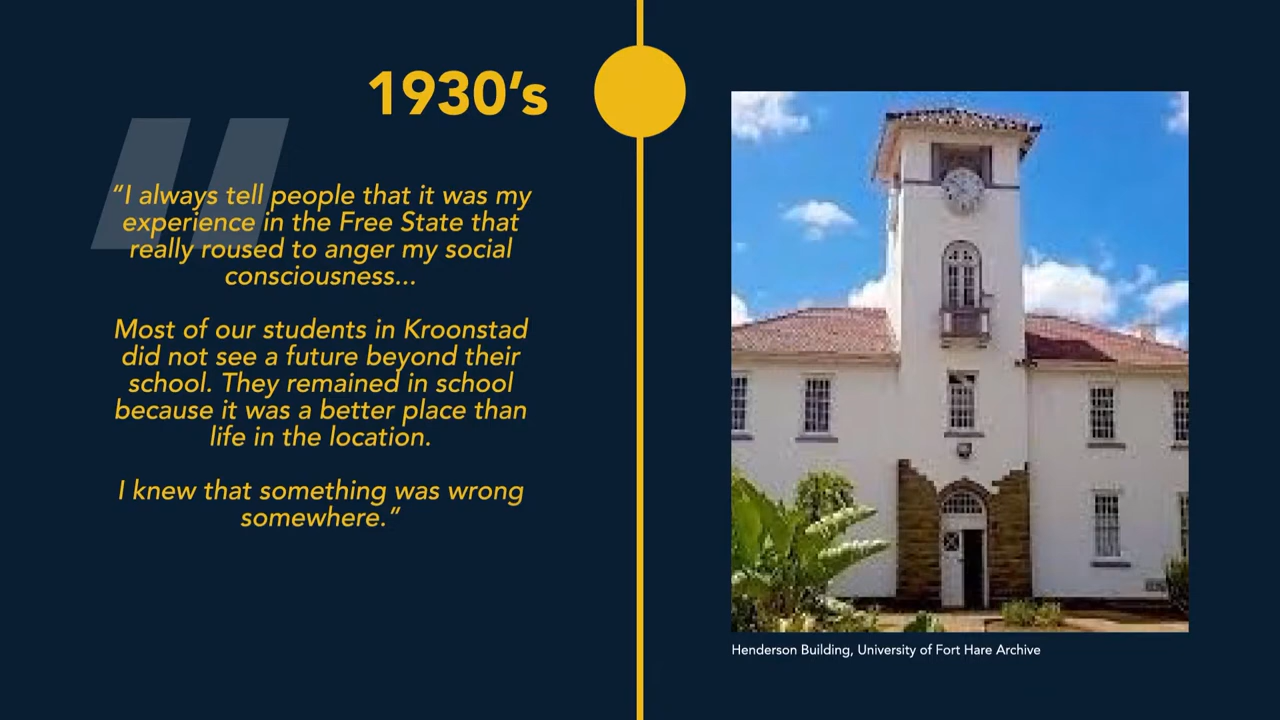 1930's
“I always tell people that it was my
experience in the Free State that
really roused to anger my social
consciousness...
Most of our students in Kroonstad
did not see a future beyond their
school. They remained in school
because it was a better place than
life in the location.
I knew that something was wrong
somewhere.”
Henderson Building, University of Fort Hare Archive